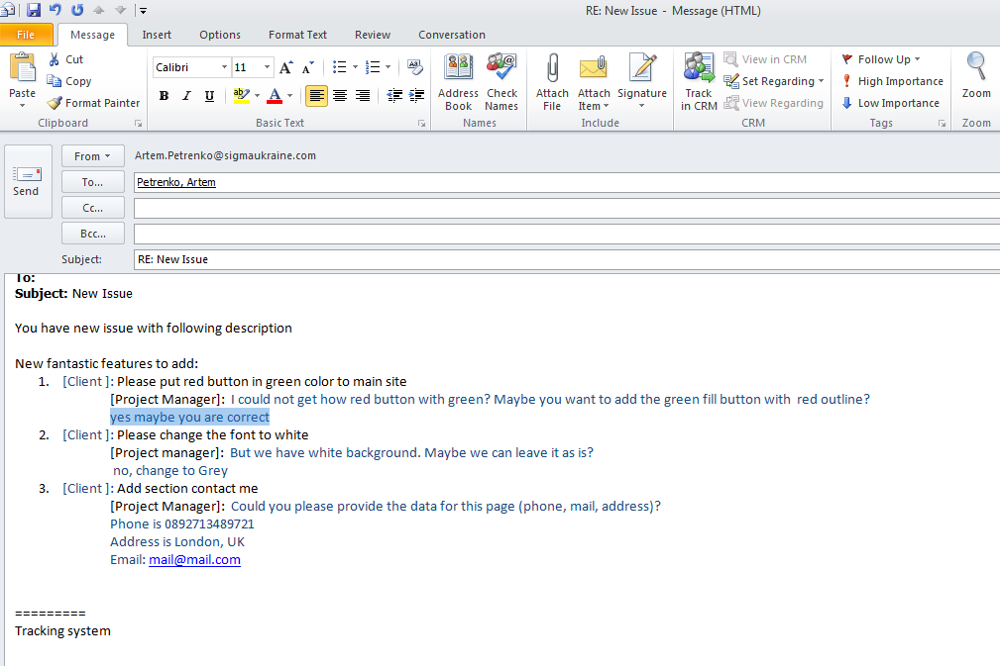 RE: New Issue - Message (HTML)
File Message Insert Options Format Text Review Conversation
Paste
Cut
Copy
Format Painter
Clipboard
Calibri 11
B I U
Basic Text
Address Book
Check Names
Names
Attach File
Attach Item
Signature
Include
Track in CRM
View in CRM
Set Regarding
View Regarding
CRM
Follow Up
High Importance
Low Importance
Tags
Zoom
Zoom
Send
From Artem.Petrenko@sigmaukraine.com
To... Petrenko, Artem
Cc...
Bcc...
Subject: RE: New Issue
To:
Subject: New Issue
You have new issue with following description
New fantastic features to add:
1. [Client ]: Please put red button in green color to main site
[Project Manager]: I could not get how red button with green? Maybe you want to add the green fill button with red outline?
yes maybe you are correct
2. [Client ]: Please change the font to white
[Project manager]: But we have white background. Maybe we can leave it as is?
no, change to Grey
3. [Client ]: Add section contact me
[Project Manager]: Could you please provide the data for this page (phone, mail, address)?
Phone is 0892713489721
Address is London, UK
Email: mail@mail.com
=========
Tracking system